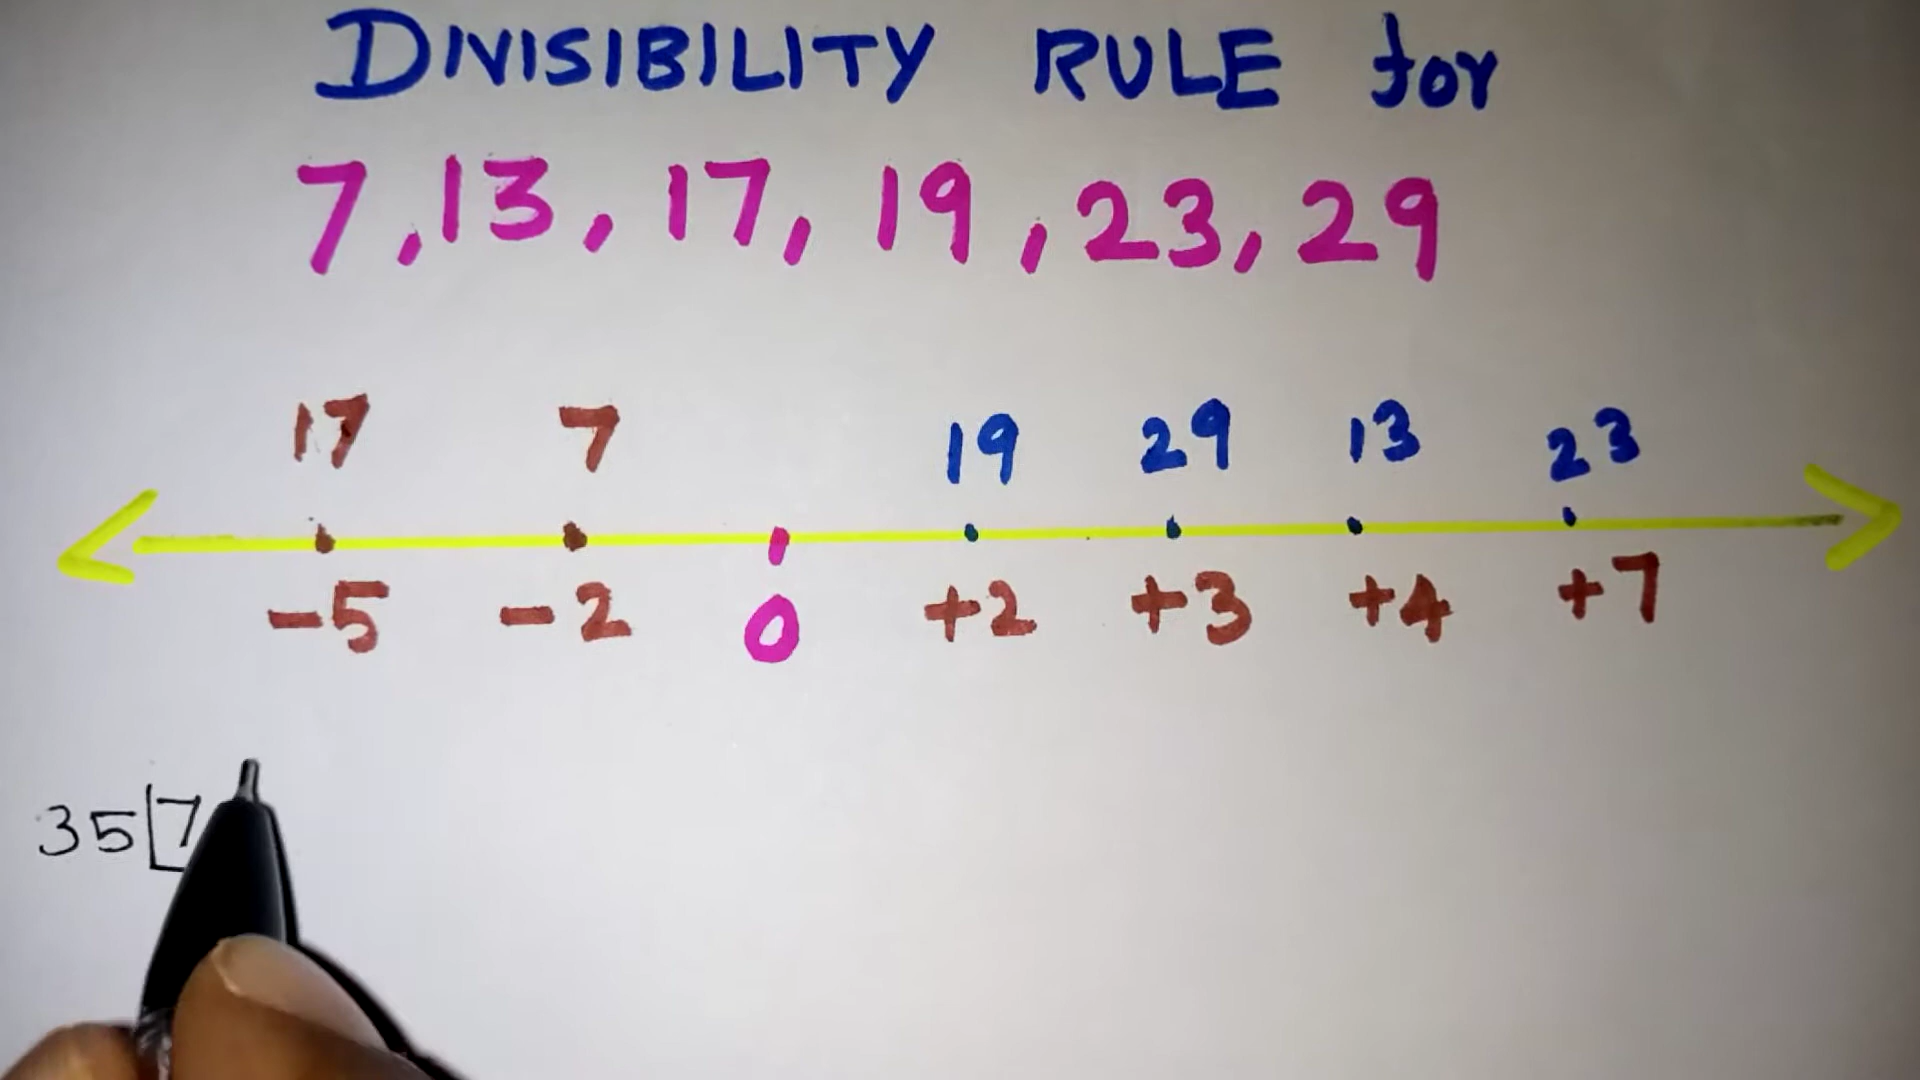 DIVISIBILITY RULE for
7, 13, 17, 19, 23, 29
17 7 19 29 13 23
-5 -2 0 +2 +3 +4 +7
35 7